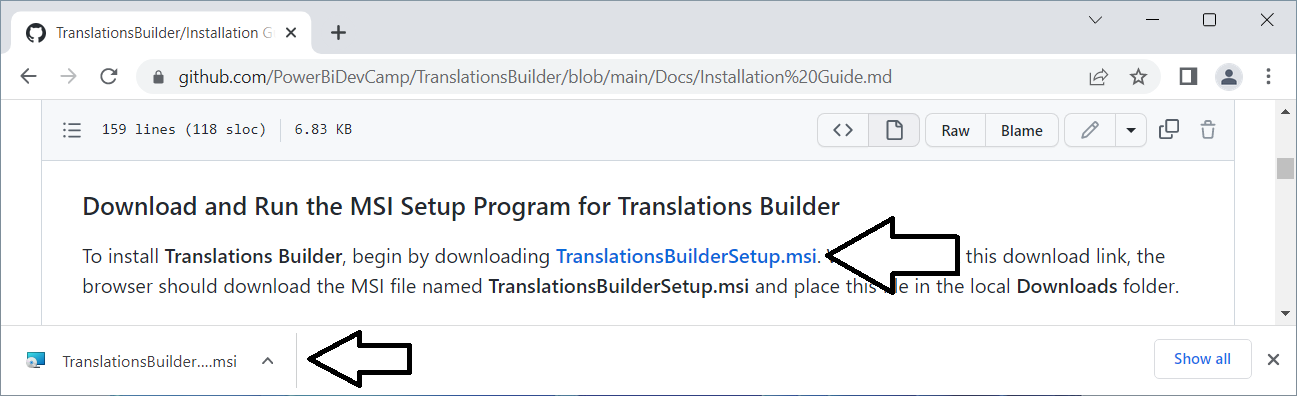 TranslationsBuilder/Installation G
github.com/PowerBiDevCamp/TranslationsBuilder/blob/main/Docs/Installation%20Guide.md
159 lines (118 sloc) 6.83 KB
Raw Blame
Download and Run the MSI Setup Program for Translations Builder
To install Translations Builder, begin by downloading TranslationsBuilderSetup.msi. this download link, the
browser should download the MSI file named TranslationsBuilderSetup.msi and place this file in the local Downloads folder.
TranslationsBuilder....msi
Show all